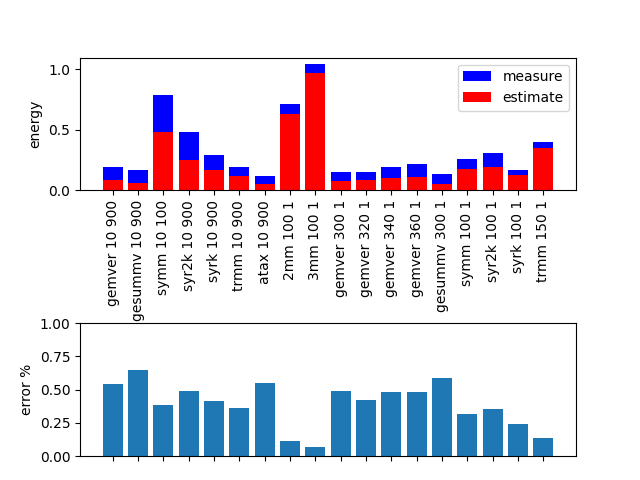 1.0
0.5
0.0
energy
measure
estimate
gemver 10 900
gesummv 10 900
symm 10 100
syr2k 10 900
syrk 10 900
trmm 10 900
atax 10 900
2mm 100 1
3mm 100 1
gemver 300 1
gemver 320 1
gemver 340 1
gemver 360 1
gesummv 300 1
symm 100 1
syr2k 100 1
syrk 100 1
trmm 150 1
1.00
0.75
0.50
0.25
0.00
error %